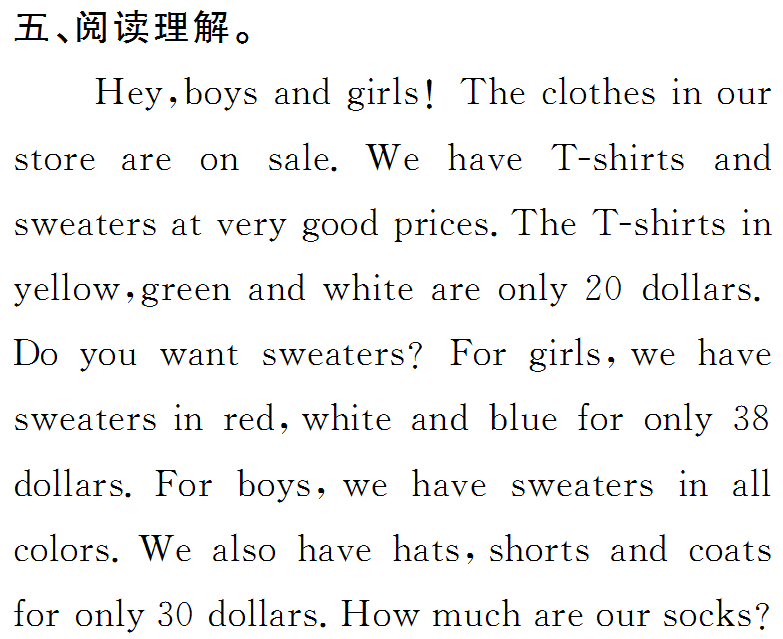 五、阅读理解。
Hey,boys and girls! The clothes in our
store are on sale. We have T-shirts and
sweaters at very good prices. The T-shirts in
yellow,green and white are only 20 dollars.
Do you want sweaters? For girls, we have
sweaters in red, white and blue for only 38
dollars. For boys, we have sweaters in all
colors. We also have hats, shorts and coats
for only 30 dollars. How much are our socks?